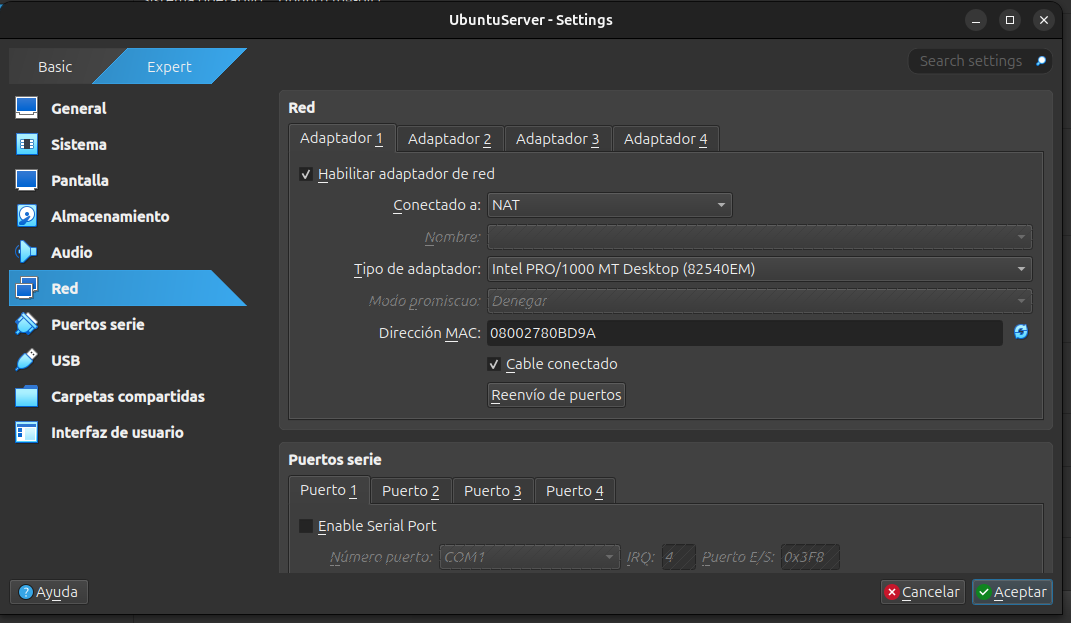 UbuntuServer - Settings
Basic
Expert
Search settings
General
Sistema
Pantalla
Almacenamiento
Audio
Red
Puertos serie
USB
Carpetas compartidas
Interfaz de usuario
Red
Adaptador 1
Adaptador 2
Adaptador 3
Adaptador 4
Habilitar adaptador de red
Conectado a: NAT
Nombre:
Tipo de adaptador: Intel PRO/1000 MT Desktop (82540EM)
Modo promiscuo: Denegar
Dirección MAC: 08002780BD9A
Cable conectado
Reenvío de puertos
Puertos serie
Puerto 1
Puerto 2
Puerto 3
Puerto 4
Enable Serial Port
Número puerto: COM1 IRQ: 4 Puerto E/S: 0x3F8
Ayuda
Cancelar
Aceptar